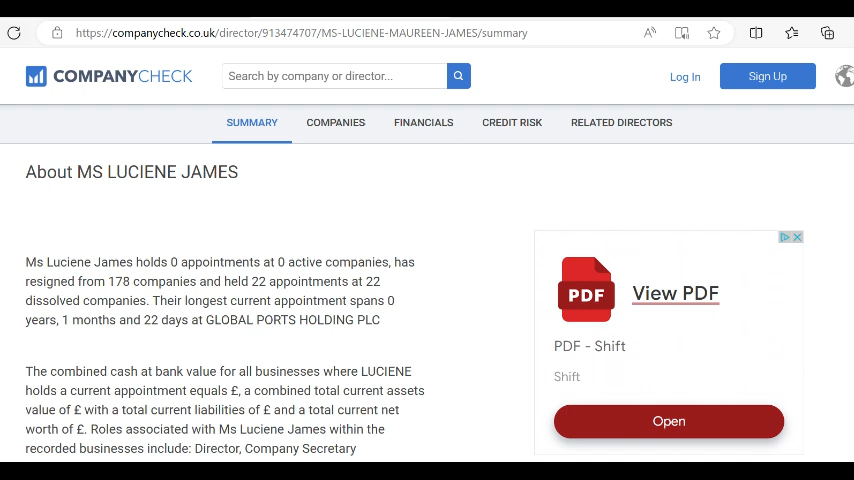 https://companycheck.co.uk/director/913474707/MS-LUCIENE-MAUREEN-JAMES/summary
COMPANYCHECK
Search by company or director...
Log In
Sign Up
SUMMARY
COMPANIES
FINANCIALS
CREDIT RISK
RELATED DIRECTORS
About MS LUCIENE JAMES
Ms Luciene James holds 0 appointments at 0 active companies, has
resigned from 178 companies and held 22 appointments at 22
dissolved companies. Their longest current appointment spans 0
years, 1 months and 22 days at GLOBAL PORTS HOLDING PLC
The combined cash at bank value for all businesses where LUCIENE
holds a current appointment equals £, a combined total current assets
value of £ with a total current liabilities of £ and a total current net
worth of £. Roles associated with Ms Luciene James within the
recorded businesses include: Director, Company Secretary
PDF
View PDF
PDF - Shift
Shift
Open